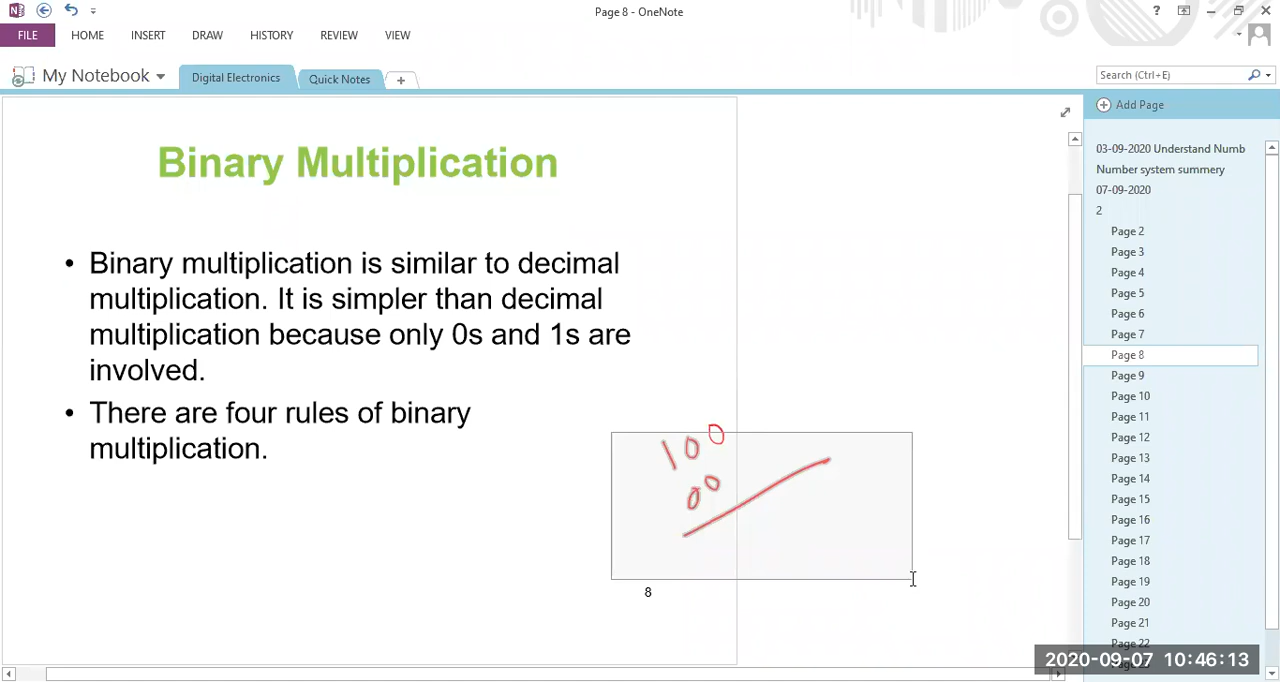 Page 8 - OneNote
?
FILE HOME INSERT DRAW HISTORY REVIEW VIEW
My Notebook Digital Electronics Quick Notes +
Search (Ctrl+E)
Add Page
Binary Multiplication
• Binary multiplication is similar to decimal
multiplication. It is simpler than decimal
multiplication because only 0s and 1s are
involved.
• There are four rules of binary
multiplication.
100
00
8
03-09-2020 Understand Numb
Number system summery
07-09-2020
2
Page 2
Page 3
Page 4
Page 5
Page 6
Page 7
Page 8
Page 9
Page 10
Page 11
Page 12
Page 13
Page 14
Page 15
Page 16
Page 17
Page 18
Page 19
Page 20
Page 21
Page 22
2020-09-07 10:46:13